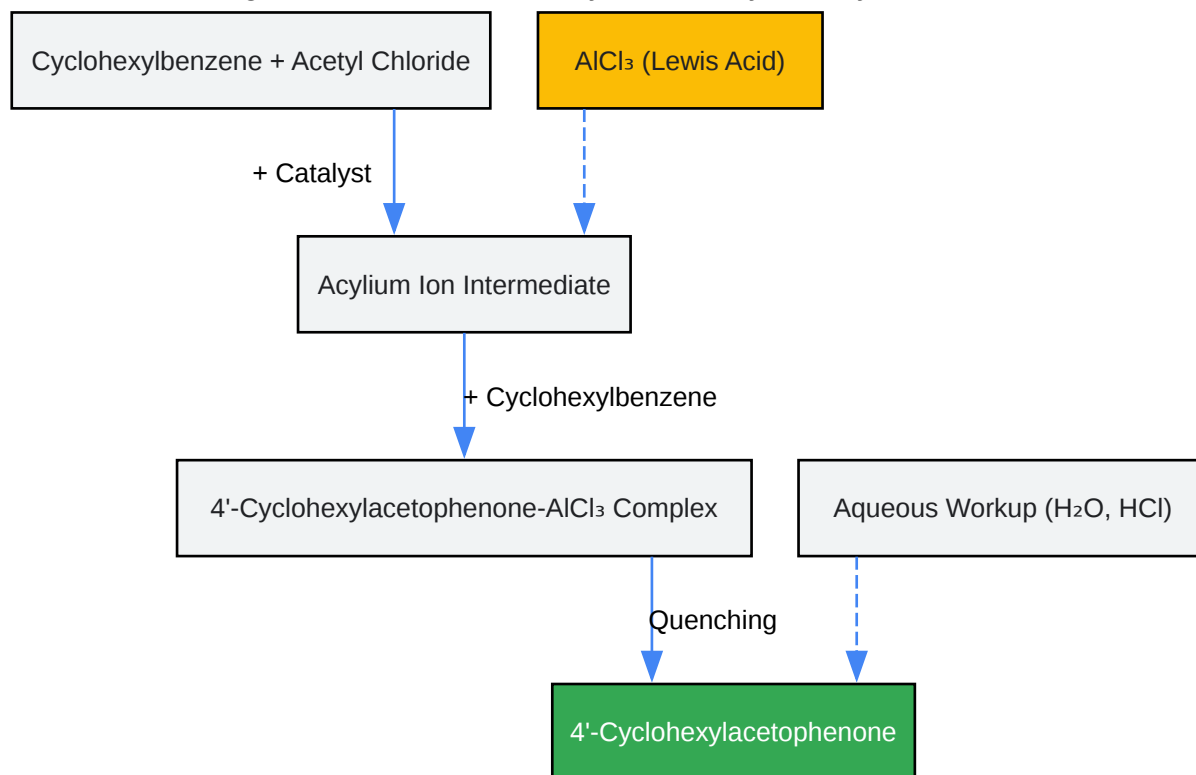 Cyclohexylbenzene + Acetyl Chloride
AlCl₃ (Lewis Acid)
+ Catalyst
Acylium Ion Intermediate
+ Cyclohexylbenzene
4'-Cyclohexylacetophenone-AlCl₃ Complex
Aqueous Workup (H₂O, HCl)
Quenching
4'-Cyclohexylacetophenone